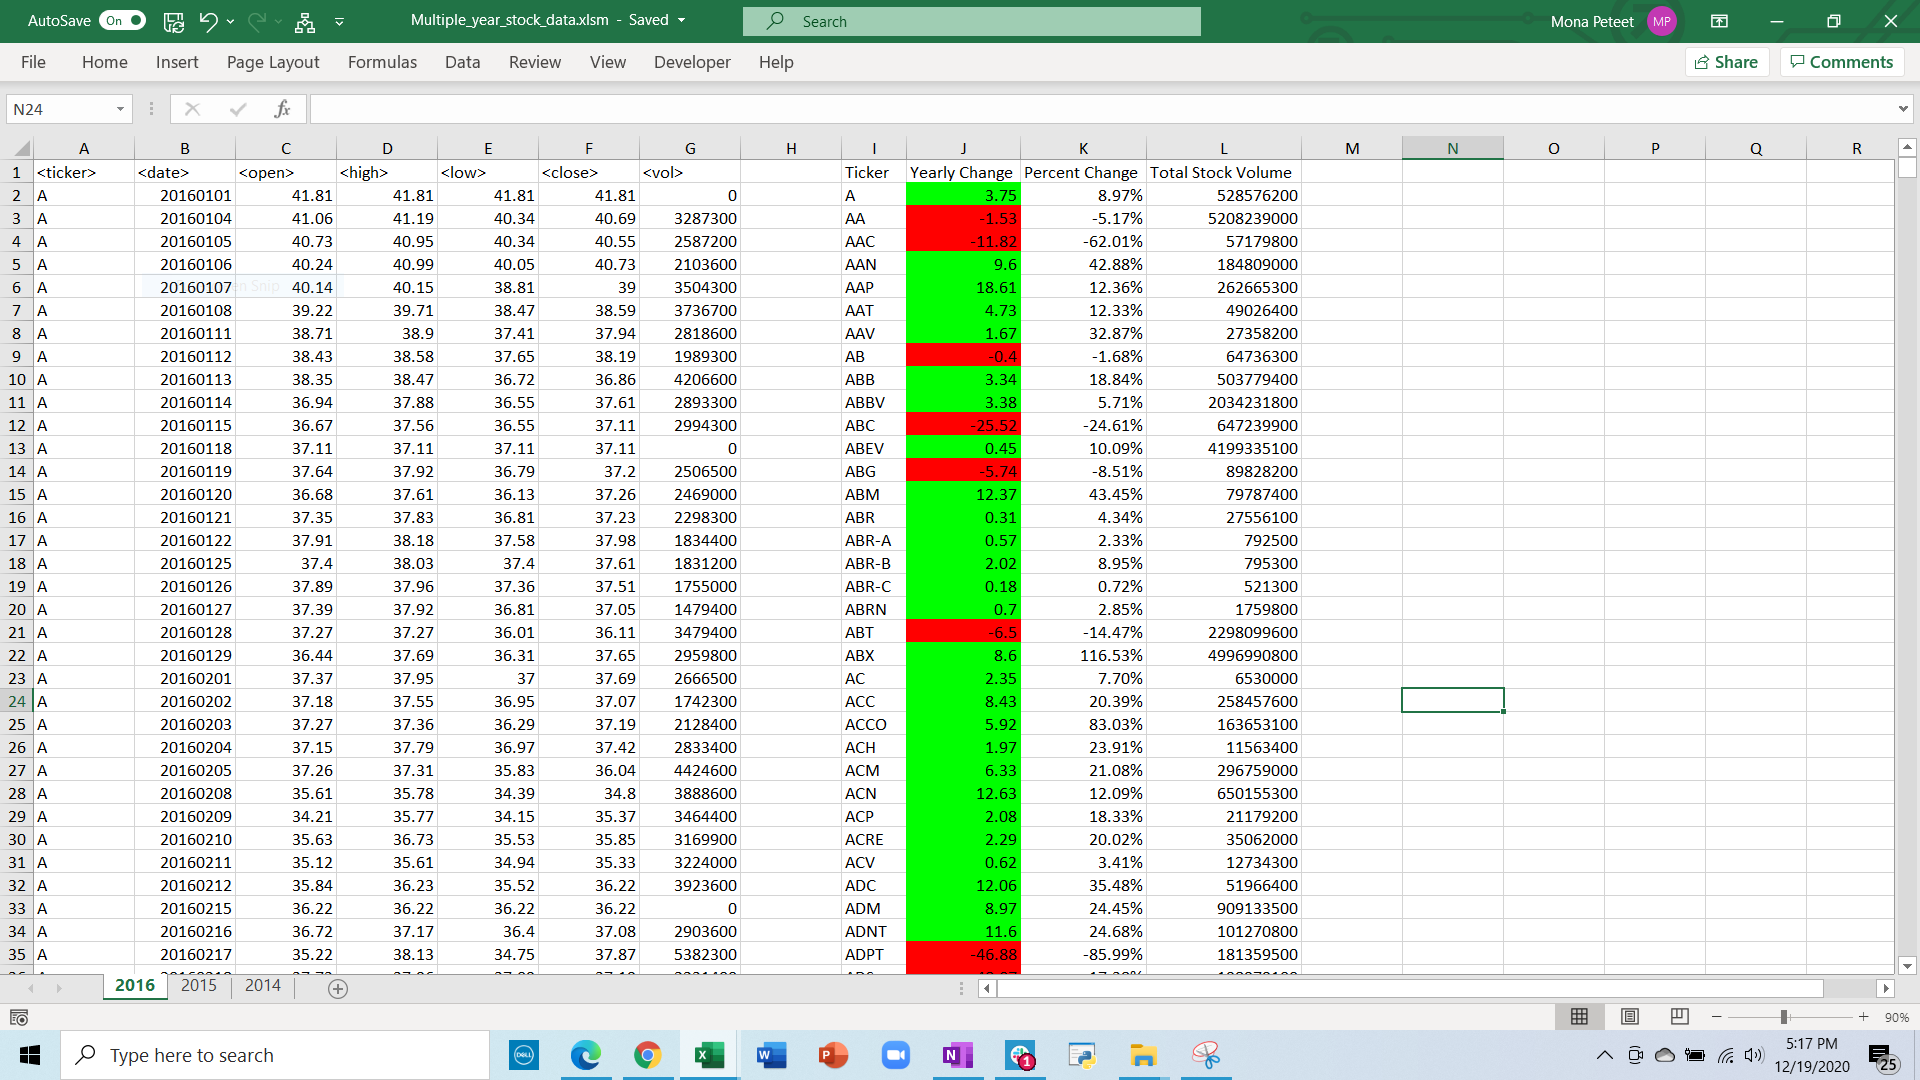 AutoSave On Multiple_year_stock_data.xlsm - Saved Search Mona Peteet MP
File Home Insert Page Layout Formulas Data Review View Developer Help Share Comments
N24 fx
A B C D E F G H I J K L M N O P Q R
1 <ticker> <date> <open> <high> <low> <close> <vol> Ticker Yearly Change Percent Change Total Stock Volume
2 A 20160101 41.81 41.81 41.81 41.81 0 A 3.75 8.97% 528576200
3 A 20160104 41.06 41.19 40.34 40.69 3287300 AA -1.53 -5.17% 5208239000
4 A 20160105 40.73 40.95 40.34 40.55 2587200 AAC -11.82 -62.01% 57179800
5 A 20160106 40.24 40.99 40.05 40.73 2103600 AAN 9.6 42.88% 184809000
6 A 20160107 40.14 40.15 38.81 39 3504300 AAP 18.61 12.36% 262665300
7 A 20160108 39.22 39.71 38.47 38.59 3736700 AAT 4.73 12.33% 49026400
8 A 20160111 38.71 38.9 37.41 37.94 2818600 AAV 1.67 32.87% 27358200
9 A 20160112 38.43 38.58 37.65 38.19 1989300 AB -0.4 -1.68% 64736300
10 A 20160113 38.35 38.47 36.72 36.86 4206600 ABB 3.34 18.84% 503779400
11 A 20160114 36.94 37.88 36.55 37.61 2893300 ABBV 3.38 5.71% 2034231800
12 A 20160115 36.67 37.56 36.55 37.11 2994300 ABC -25.52 -24.61% 647239900
13 A 20160118 37.11 37.11 37.11 37.11 0 ABEV 0.45 10.09% 4199335100
14 A 20160119 37.64 37.92 36.79 37.2 2506500 ABG -5.74 -8.51% 89828200
15 A 20160120 36.68 37.61 36.13 37.26 2469000 ABM 12.37 43.45% 79787400
16 A 20160121 37.35 37.83 36.81 37.23 2298300 ABR 0.31 4.34% 27556100
17 A 20160122 37.91 38.18 37.58 37.98 1834400 ABR-A 0.57 2.33% 792500
18 A 20160125 37.4 38.03 37.4 37.61 1831200 ABR-B 2.02 8.95% 795300
19 A 20160126 37.89 37.96 37.36 37.51 1755000 ABR-C 0.18 0.72% 521300
20 A 20160127 37.39 37.92 36.81 37.05 1479400 ABRN 0.7 2.85% 1759800
21 A 20160128 37.27 37.27 36.01 36.11 3479400 ABT -6.5 -14.47% 2298099600
22 A 20160129 36.44 37.69 36.31 37.65 2959800 ABX 8.6 116.53% 4996990800
23 A 20160201 37.37 37.95 37 37.69 2666500 AC 2.35 7.70% 6530000
24 A 20160202 37.18 37.55 36.95 37.07 1742300 ACC 8.43 20.39% 258457600
25 A 20160203 37.27 37.36 36.29 37.19 2128400 ACCO 5.92 83.03% 163653100
26 A 20160204 37.15 37.79 36.97 37.42 2833400 ACH 1.97 23.91% 11563400
27 A 20160205 37.26 37.31 35.83 36.04 4424600 ACM 6.33 21.08% 296759000
28 A 20160208 35.61 35.78 34.39 34.8 3888600 ACN 12.63 12.09% 650155300
29 A 20160209 34.21 35.77 34.15 35.37 3464400 ACP 2.08 18.33% 21179200
30 A 20160210 35.63 36.73 35.53 35.85 3169900 ACRE 2.29 20.02% 35062000
31 A 20160211 35.12 35.61 34.94 35.33 3224000 ACV 0.62 3.41% 12734300
32 A 20160212 35.84 36.23 35.52 36.22 3923600 ADC 12.06 35.48% 51966400
33 A 20160215 36.22 36.22 36.22 36.22 0 ADM 8.97 24.45% 909133500
34 A 20160216 36.72 37.17 36.4 37.08 2903600 ADNT 11.6 24.68% 101270800
35 A 20160217 35.22 38.13 34.75 37.87 5382300 ADPT -46.88 -85.99% 181359500
2016 2015 2014
90%
Type here to search 5:17 PM
12/19/2020 25